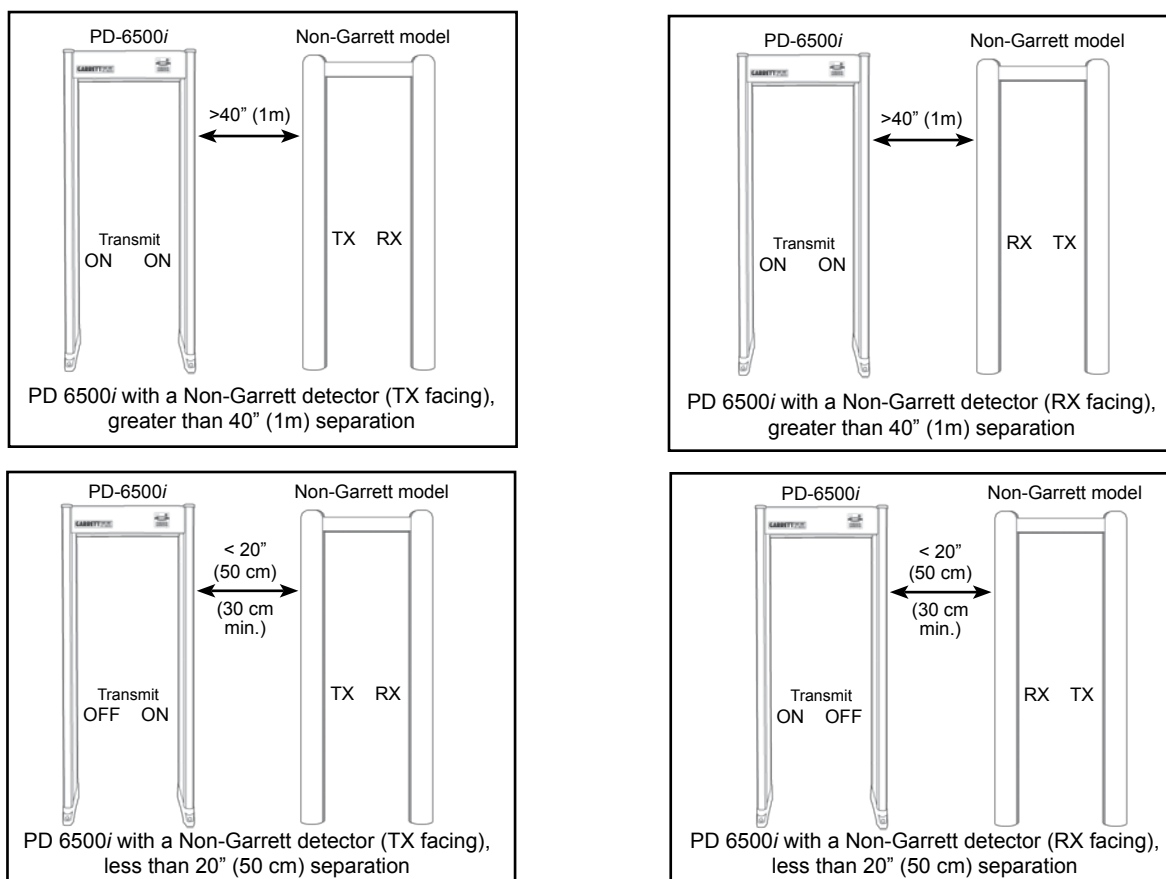 PD-6500i
Non-Garrett model
>40” (1m)
Transmit
ON ON
TX RX
PD 6500i with a Non-Garrett detector (TX facing),
greater than 40” (1m) separation
PD-6500i
Non-Garrett model
>40” (1m)
Transmit
ON ON
RX TX
PD 6500i with a Non-Garrett detector (RX facing),
greater than 40” (1m) separation
PD-6500i
Non-Garrett model
< 20”
(50 cm)
(30 cm
min.)
Transmit
OFF ON
TX RX
PD 6500i with a Non-Garrett detector (TX facing),
less than 20” (50 cm) separation
PD-6500i
Non-Garrett model
< 20”
(50 cm)
(30 cm
min.)
Transmit
ON OFF
RX TX
PD 6500i with a Non-Garrett detector (RX facing),
less than 20” (50 cm) separation